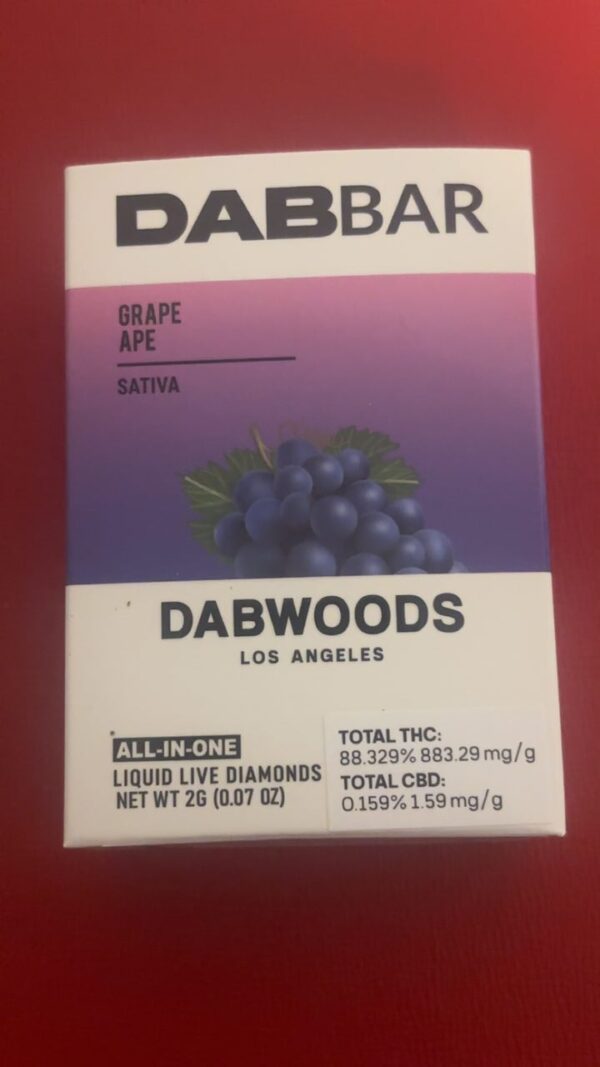 DABBAR
GRAPE
APE
SATIVA
DABWOODS
LOS ANGELES
ALL-IN-ONE
LIQUID LIVE DIAMONDS
NET WT 2G (0.07 OZ)
TOTAL THC:
88.329% 883.29 mg/g
TOTAL CBD:
0.159% 1.59 mg/g